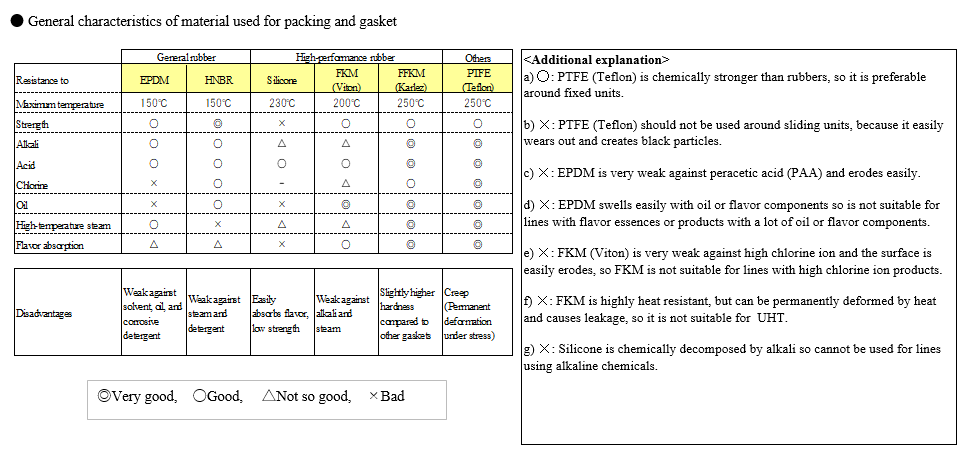 ● General characteristics of material used for packing and gasket
General rubber High-performance rubber Others
Resistance to EPDM HNBR Silicone FKM (Viton) FFKM (Karlez) PTFE (Teflon)
Maximum temperature 150℃ 150℃ 230℃ 200℃ 250℃ 250℃
Strength ○ ◎ × ○ ○ ○
Alkali ○ ○ △ △ ◎ ◎
Acid ○ ○ ○ ○ ◎ ◎
Chlorine × ○ - △ ○ ◎
Oil × ○ × ◎ ◎ ◎
High-temperature steam ○ × △ △ ◎ ◎
Flavor absorption △ △ × ○ ◎ ◎
Disadvantages
Weak against
solvent, oil, and
corrosive
detergent
Weak against
steam and
detergent
Easily
absorbs flavor,
low strength
Weak against
alkali and
steam
Slightly higher
hardness
compared to
other gaskets
Creep
(Permanent
deformation
under stress)
◎Very good, ○Good, △Not so good, ×Bad
<Additional explanation>
a) ○: PTFE (Teflon) is chemically stronger than rubbers, so it is preferable
around fixed units.
b) ×: PTFE (Teflon) should not be used around sliding units, because it easily
wears out and creates black particles.
c) ×: EPDM is very weak against peracetic acid (PAA) and erodes easily.
d) ×: EPDM swells easily with oil or flavor components so is not suitable for
lines with flavor essences or products with a lot of oil or flavor components.
e) ×: FKM (Viton) is very weak against high chlorine ion and the surface is
easily erodes, so FKM is not suitable for lines with high chlorine ion products.
f) ×: FKM is highly heat resistant, but can be permanently deformed by heat
and causes leakage, so it is not suitable for UHT.
g) ×: Silicone is chemically decomposed by alkali so cannot be used for lines
using alkaline chemicals.